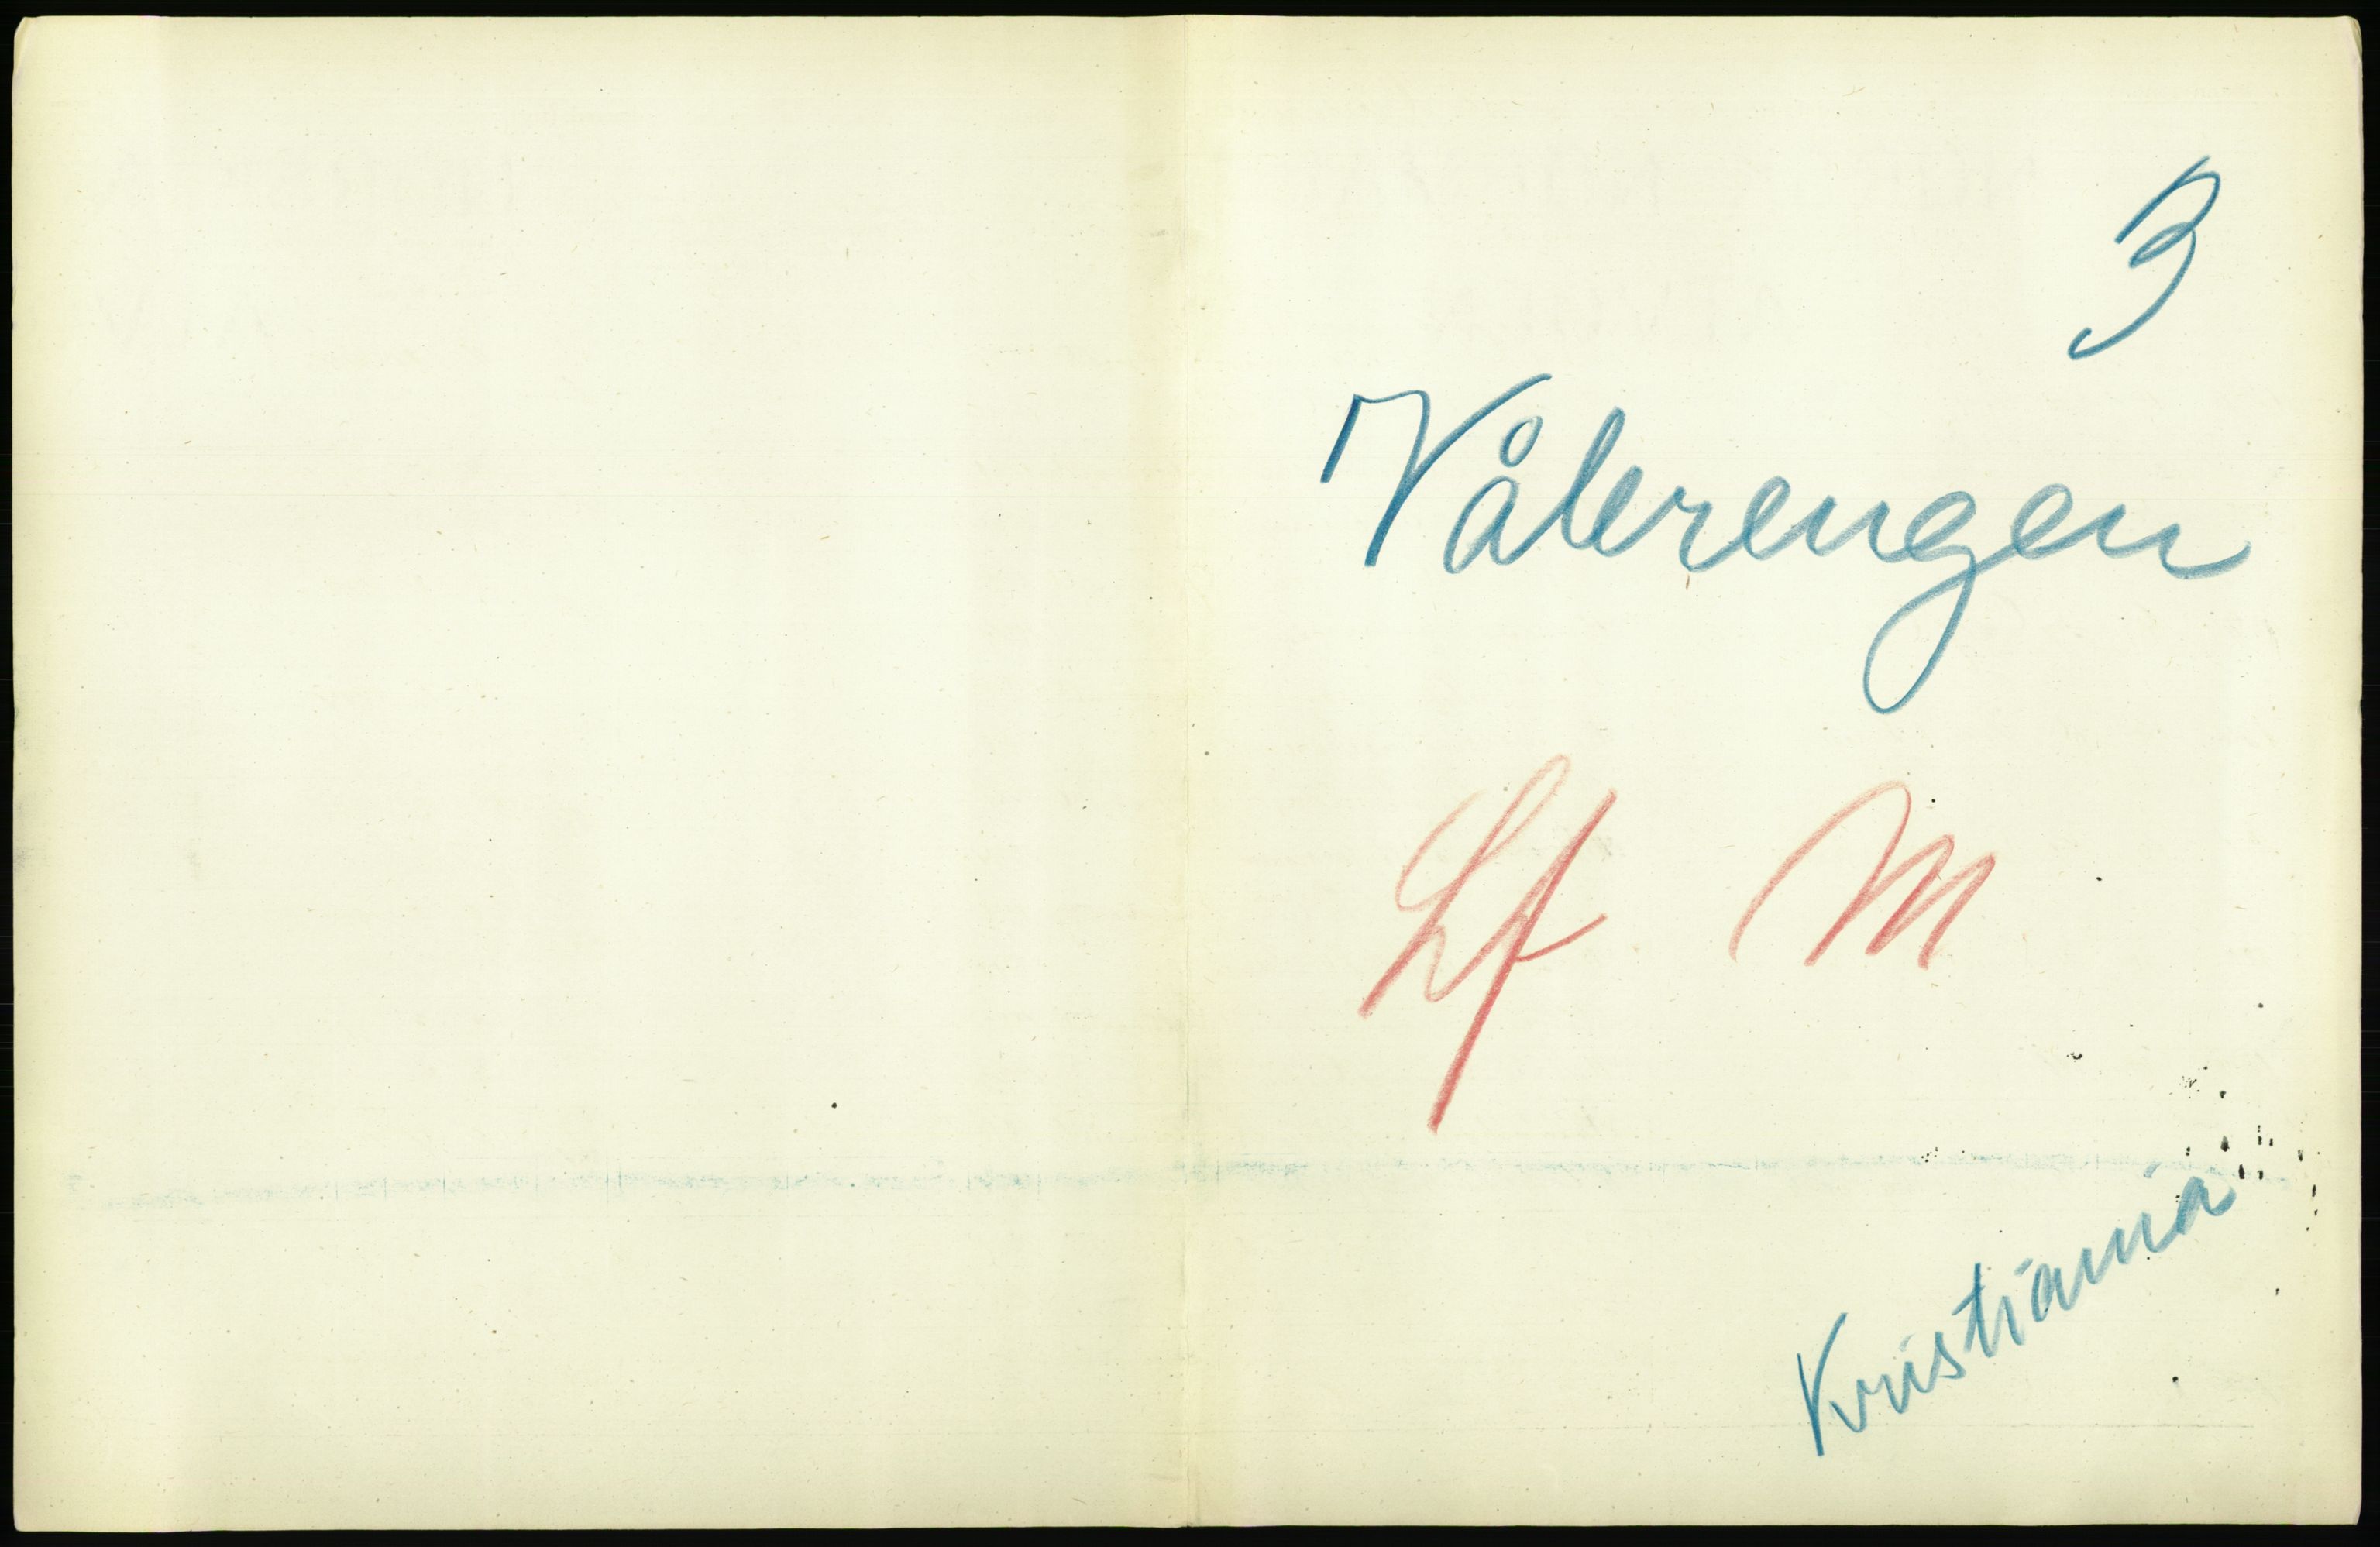 3
Vålerengen
Lf M
Kristiania